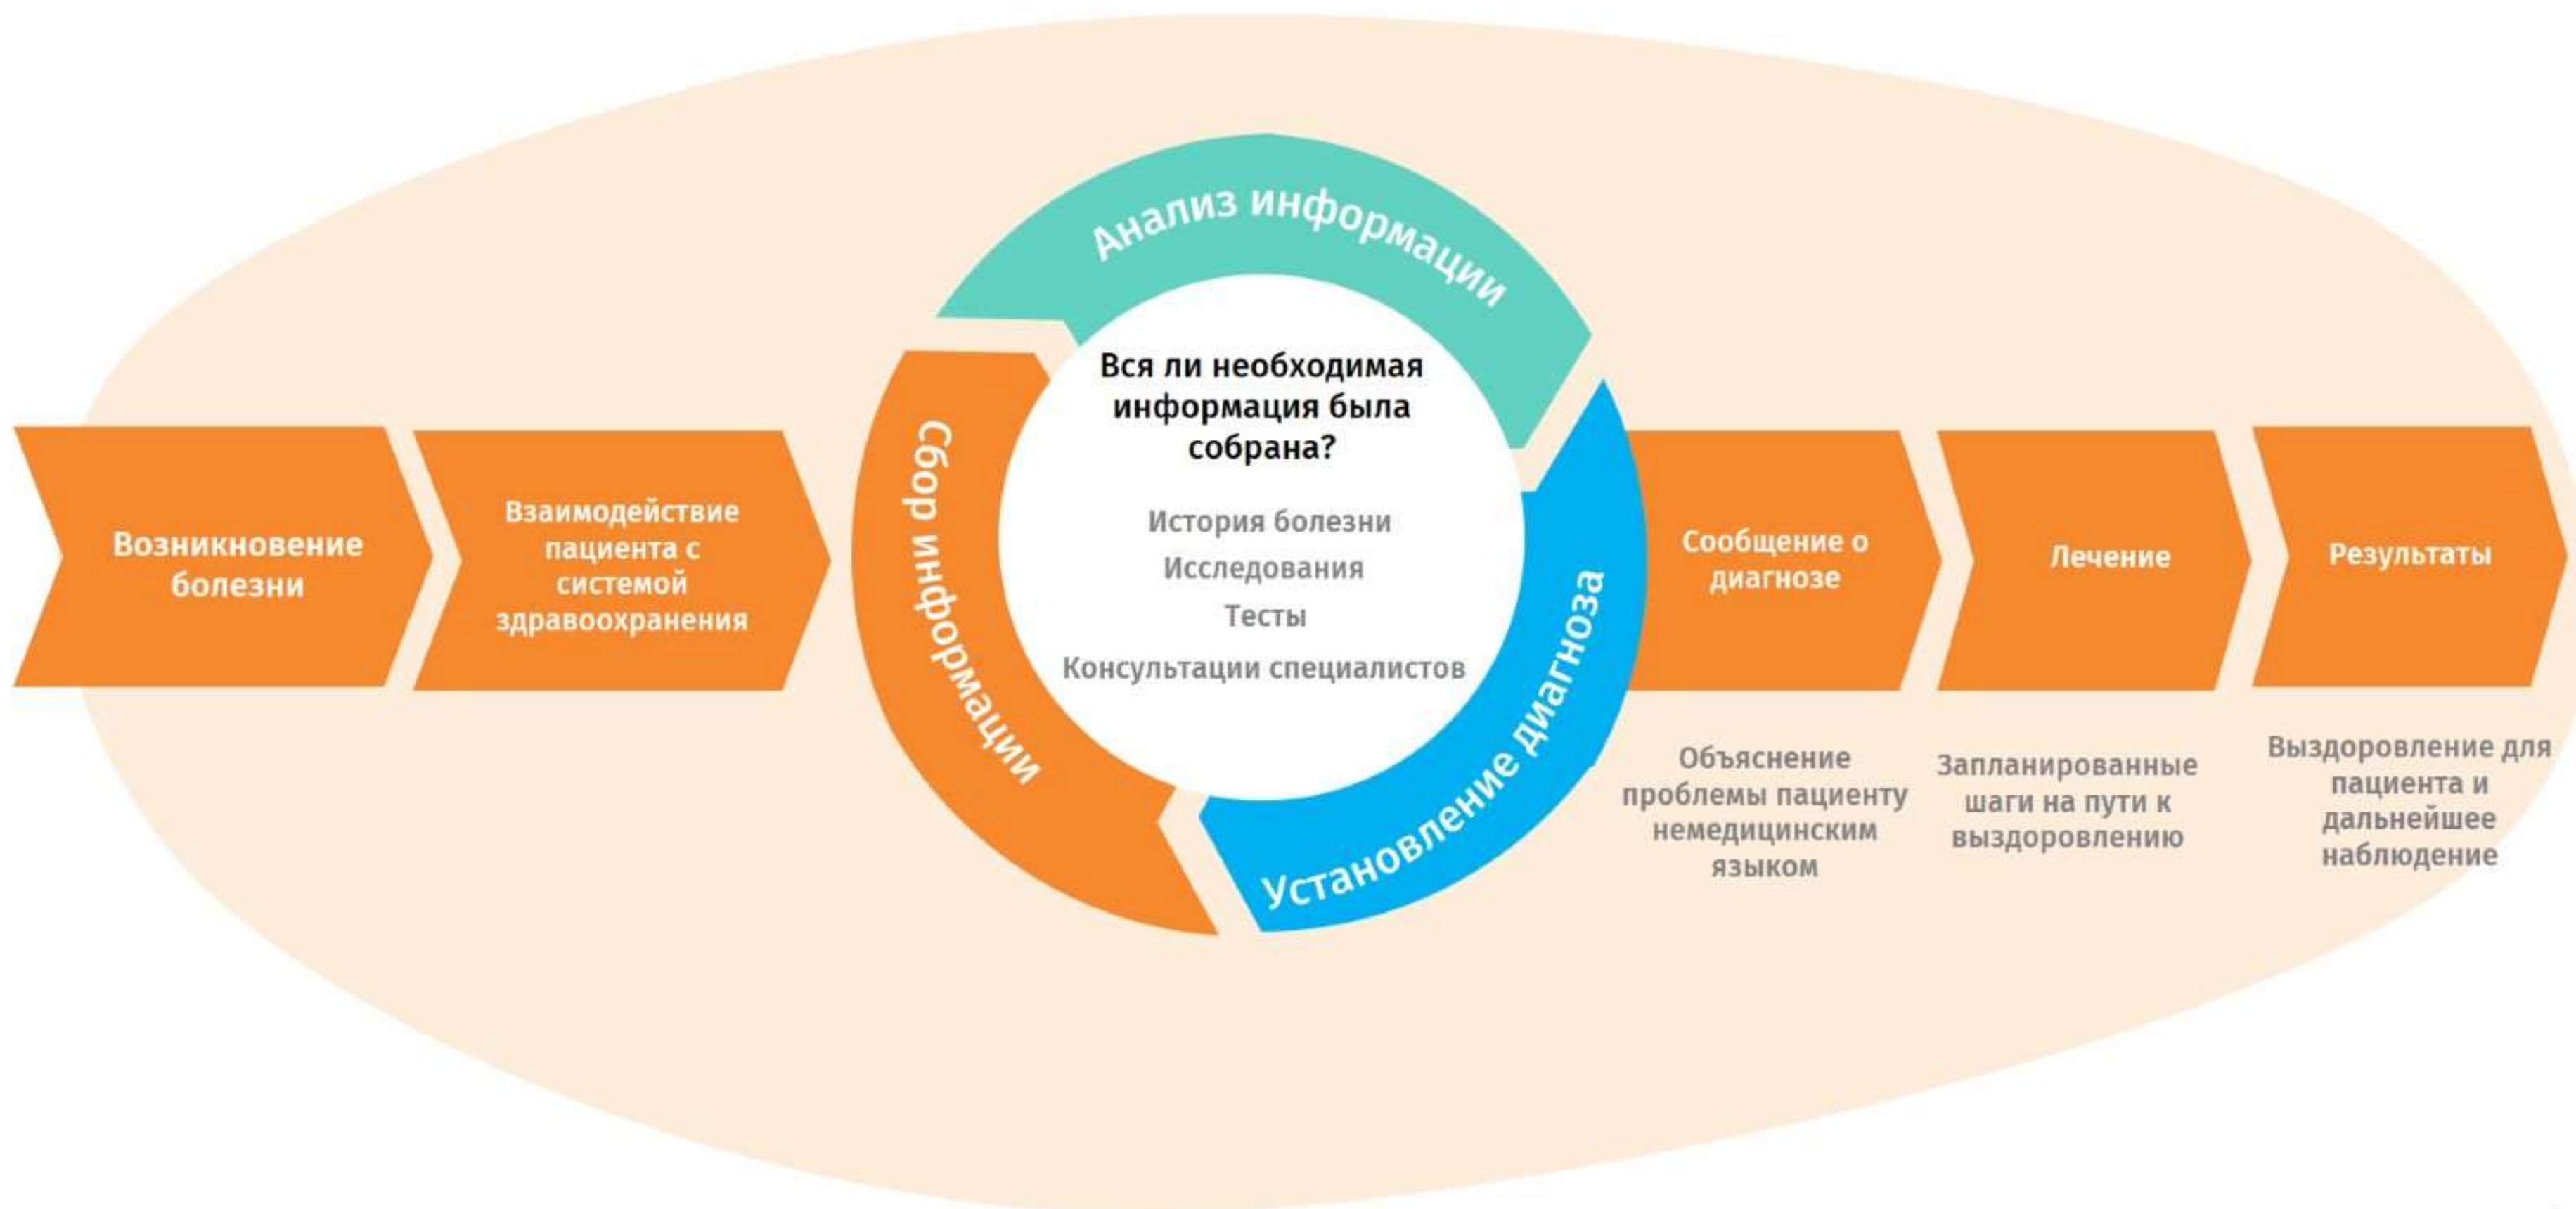 Возникновение
болезни
Взаимодействие
пациента с
системой
здравоохранения
Сбор информации
Анализ информации
Установление диагноза
Вся ли необходимая
информация была
собрана?
История болезни
Исследования
Тесты
Консультации специалистов
Сообщение о
диагнозе
Объяснение
проблемы пациенту
немедицинским
языком
Лечение
Запланированные
шаги на пути к
выздоровлению
Результаты
Выздоровление для
пациента и
дальнейшее
наблюдение